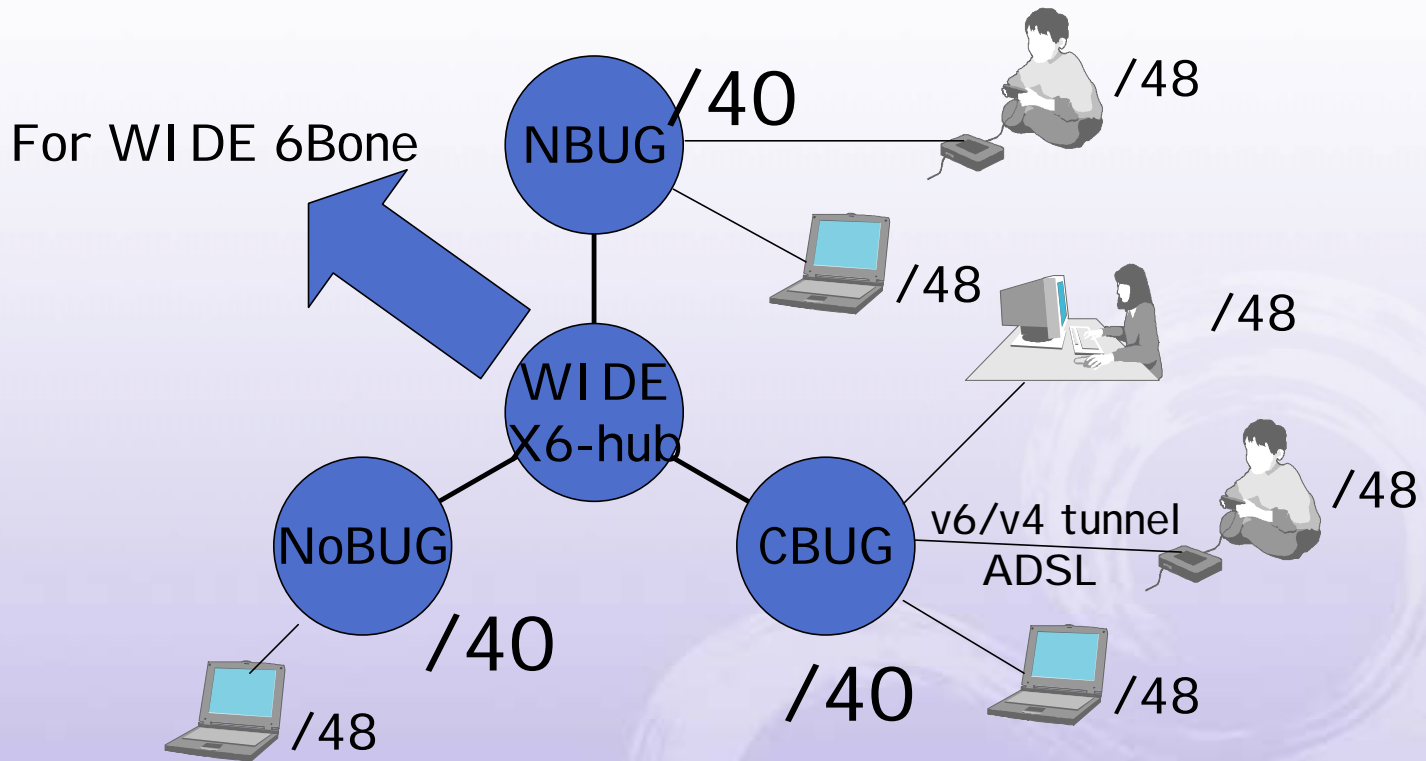 /40
/48
NBUG
For WIDE 6Bone
/48
/48
WIDE
X6-hub
/48
v6/v4 tunnel
ADSL
NoBUG
CBUG
/40
/40
/48
/48